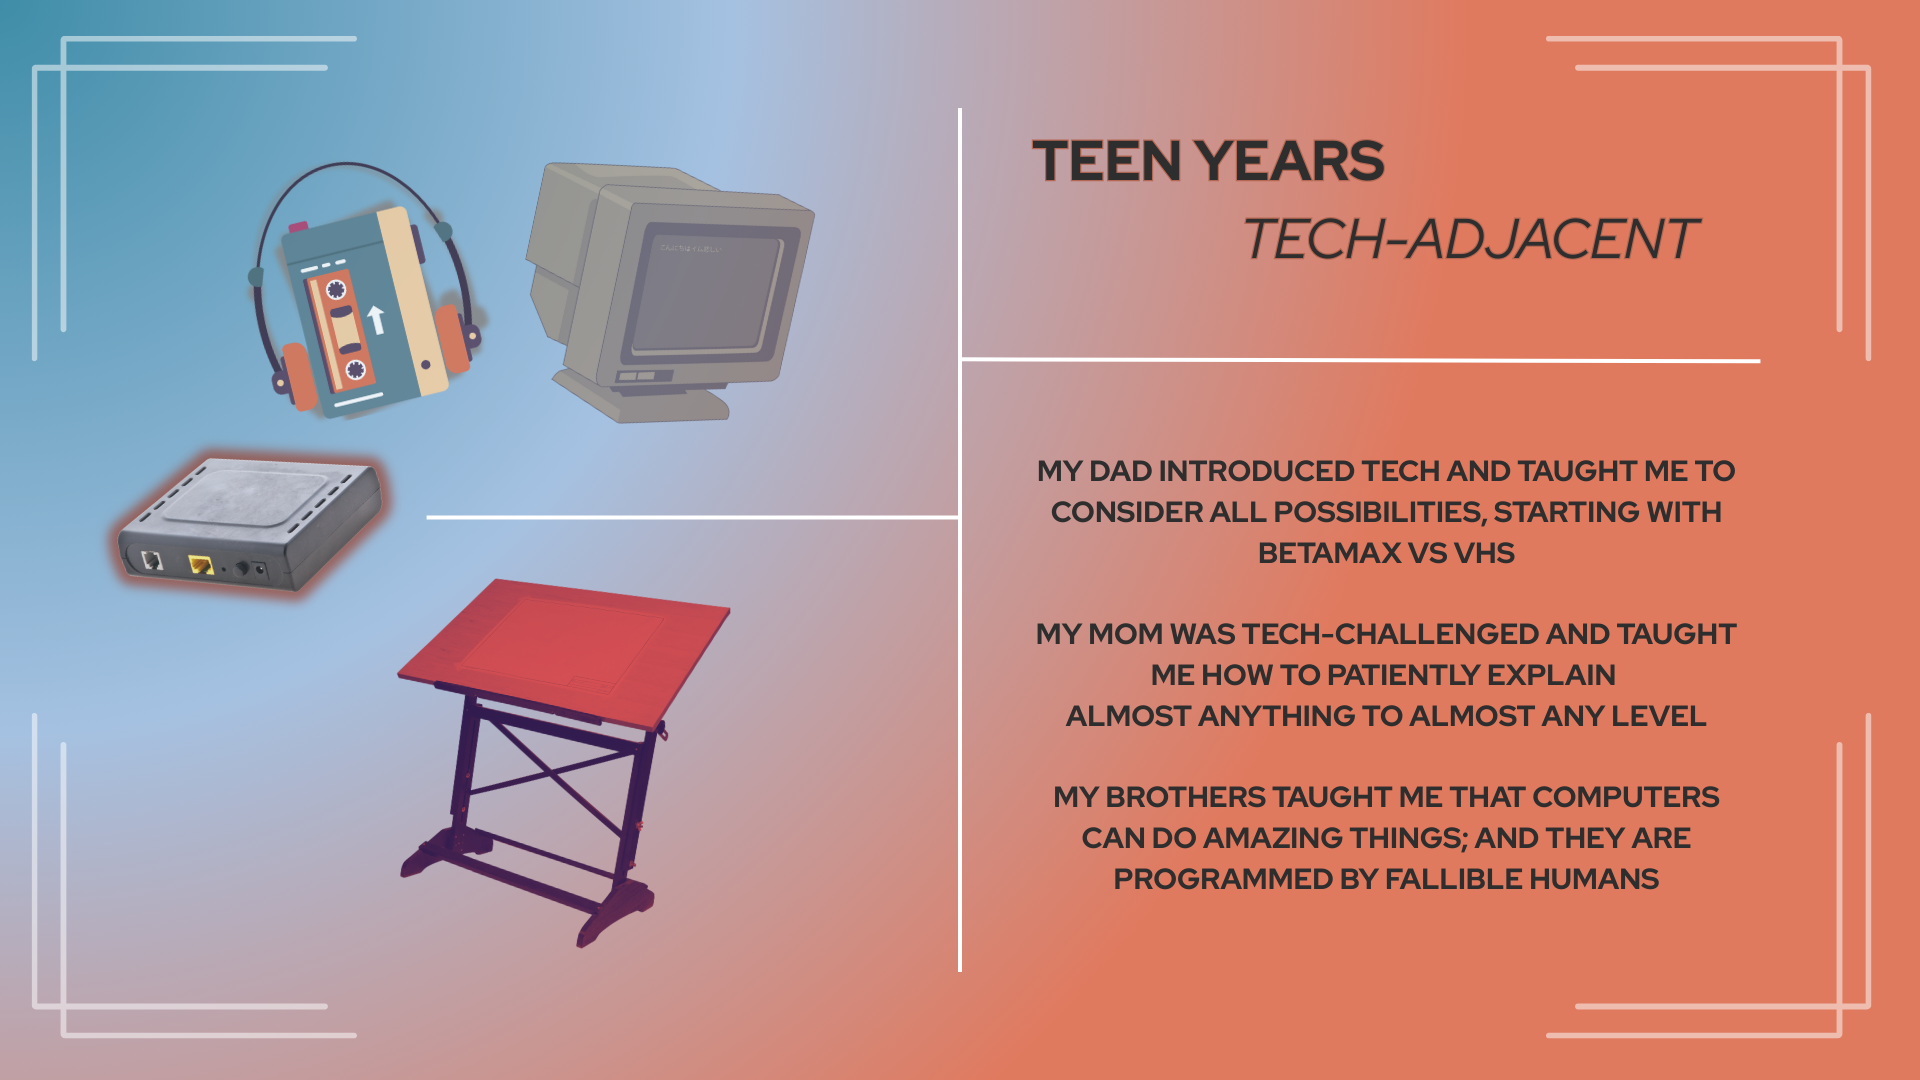 TEEN YEARS
TECH-ADJACENT
MY DAD INTRODUCED TECH AND TAUGHT ME TO
CONSIDER ALL POSSIBILITIES, STARTING WITH
BETAMAX VS VHS
MY MOM WAS TECH-CHALLENGED AND TAUGHT
ME HOW TO PATIENTLY EXPLAIN
ALMOST ANYTHING TO ALMOST ANY LEVEL
MY BROTHERS TAUGHT ME THAT COMPUTERS
CAN DO AMAZING THINGS; AND THEY ARE
PROGRAMMED BY FALLIBLE HUMANS